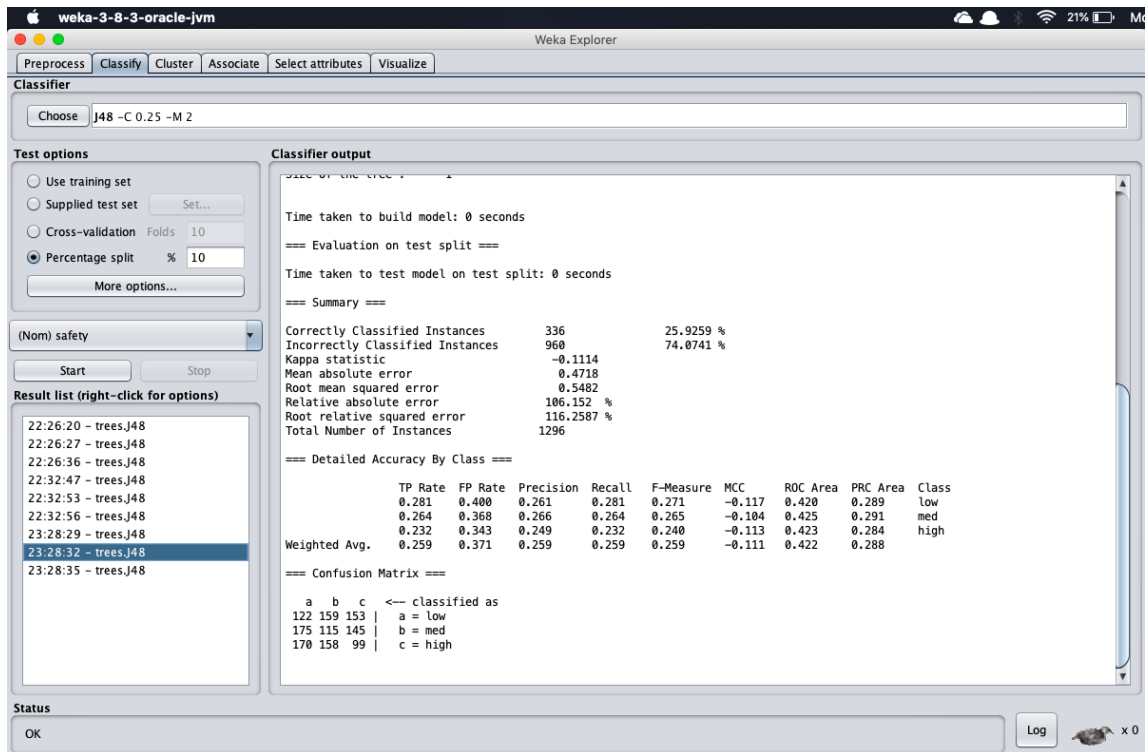 weka-3-8-3-oracle-jvm 21% Mo
Weka Explorer
Preprocess Classify Cluster Associate Select attributes Visualize
Classifier
Choose J48 -C 0.25 -M 2
Test options
Use training set
Supplied test set Set...
Cross-validation Folds 10
Percentage split % 10
More options...
(Nom) safety
Start Stop
Result list (right-click for options)
22:26:20 - trees.J48
22:26:27 - trees.J48
22:26:36 - trees.J48
22:32:47 - trees.J48
22:32:53 - trees.J48
22:32:56 - trees.J48
23:28:29 - trees.J48
23:28:32 - trees.J48
23:28:35 - trees.J48
Classifier output
Size of the tree : 1
Time taken to build model: 0 seconds
=== Evaluation on test split ===
Time taken to test model on test split: 0 seconds
=== Summary ===
Correctly Classified Instances 336 25.9259 %
Incorrectly Classified Instances 960 74.0741 %
Kappa statistic -0.1114
Mean absolute error 0.4718
Root mean squared error 0.5482
Relative absolute error 106.152 %
Root relative squared error 116.2587 %
Total Number of Instances 1296
=== Detailed Accuracy By Class ===
TP Rate FP Rate Precision Recall F-Measure MCC ROC Area PRC Area Class
0.281 0.400 0.261 0.281 0.271 -0.117 0.420 0.289 low
0.264 0.368 0.266 0.264 0.265 -0.104 0.425 0.291 med
0.232 0.343 0.249 0.232 0.240 -0.113 0.423 0.284 high
Weighted Avg. 0.259 0.371 0.259 0.259 0.259 -0.111 0.422 0.288
=== Confusion Matrix ===
a b c <-- classified as
122 159 153 | a = low
175 115 145 | b = med
170 158 99 | c = high
Status
OK
Log x 0